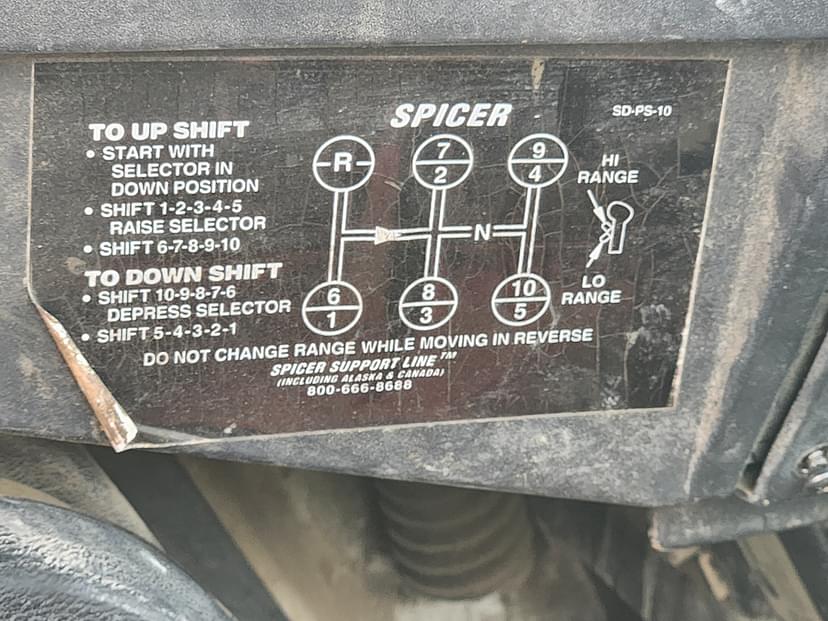 SPICER
SD-PS-10
TO UP SHIFT
• START WITH
SELECTOR IN
DOWN POSITION
• SHIFT 1-2-3-4-5
RAISE SELECTOR
• SHIFT 6-7-8-9-10
TO DOWN SHIFT
• SHIFT 10-9-8-7-6
DEPRESS SELECTOR
• SHIFT 5-4-3-2-1
R
7
2
9
4
N
6
1
8
3
10
5
HI
RANGE
LO
RANGE
DO NOT CHANGE RANGE WHILE MOVING IN REVERSE
SPICER SUPPORT LINE™
(INCLUDING ALASKA & CANADA)
800-666-8688